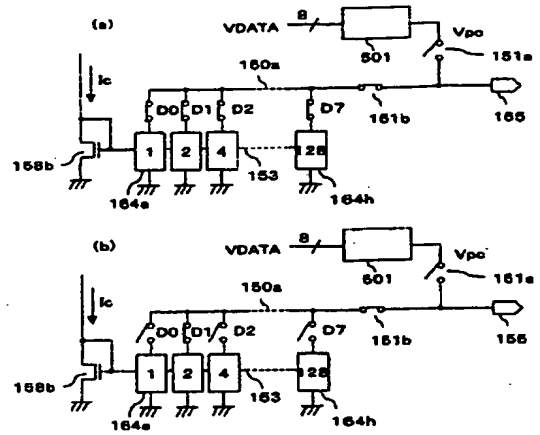 (a)
8
VDATA
Vpc
501
151a
Ic
150a
D0 D1 D2 D7
151b
155
1 2 4 128
158b
153
164a
164h
(b)
8
VDATA
Vpc
501
151a
Ic
150a
D0 D1 D2 D7
151b
155
1 2 4 128
158b
153
164a
164h